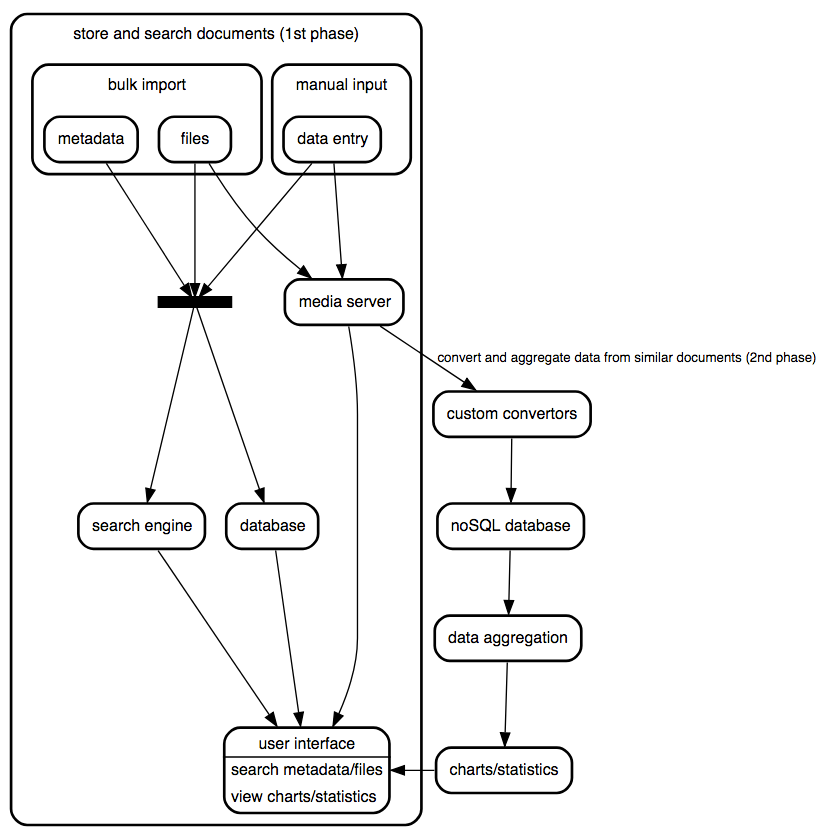 store and search documents (1st phase)
bulk import
manual input
metadata
files
data entry
media server
convert and aggregate data from similar documents (2nd phase)
custom convertors
search engine
database
noSQL database
data aggregation
user interface
search metadata/files
view charts/statistics
charts/statistics